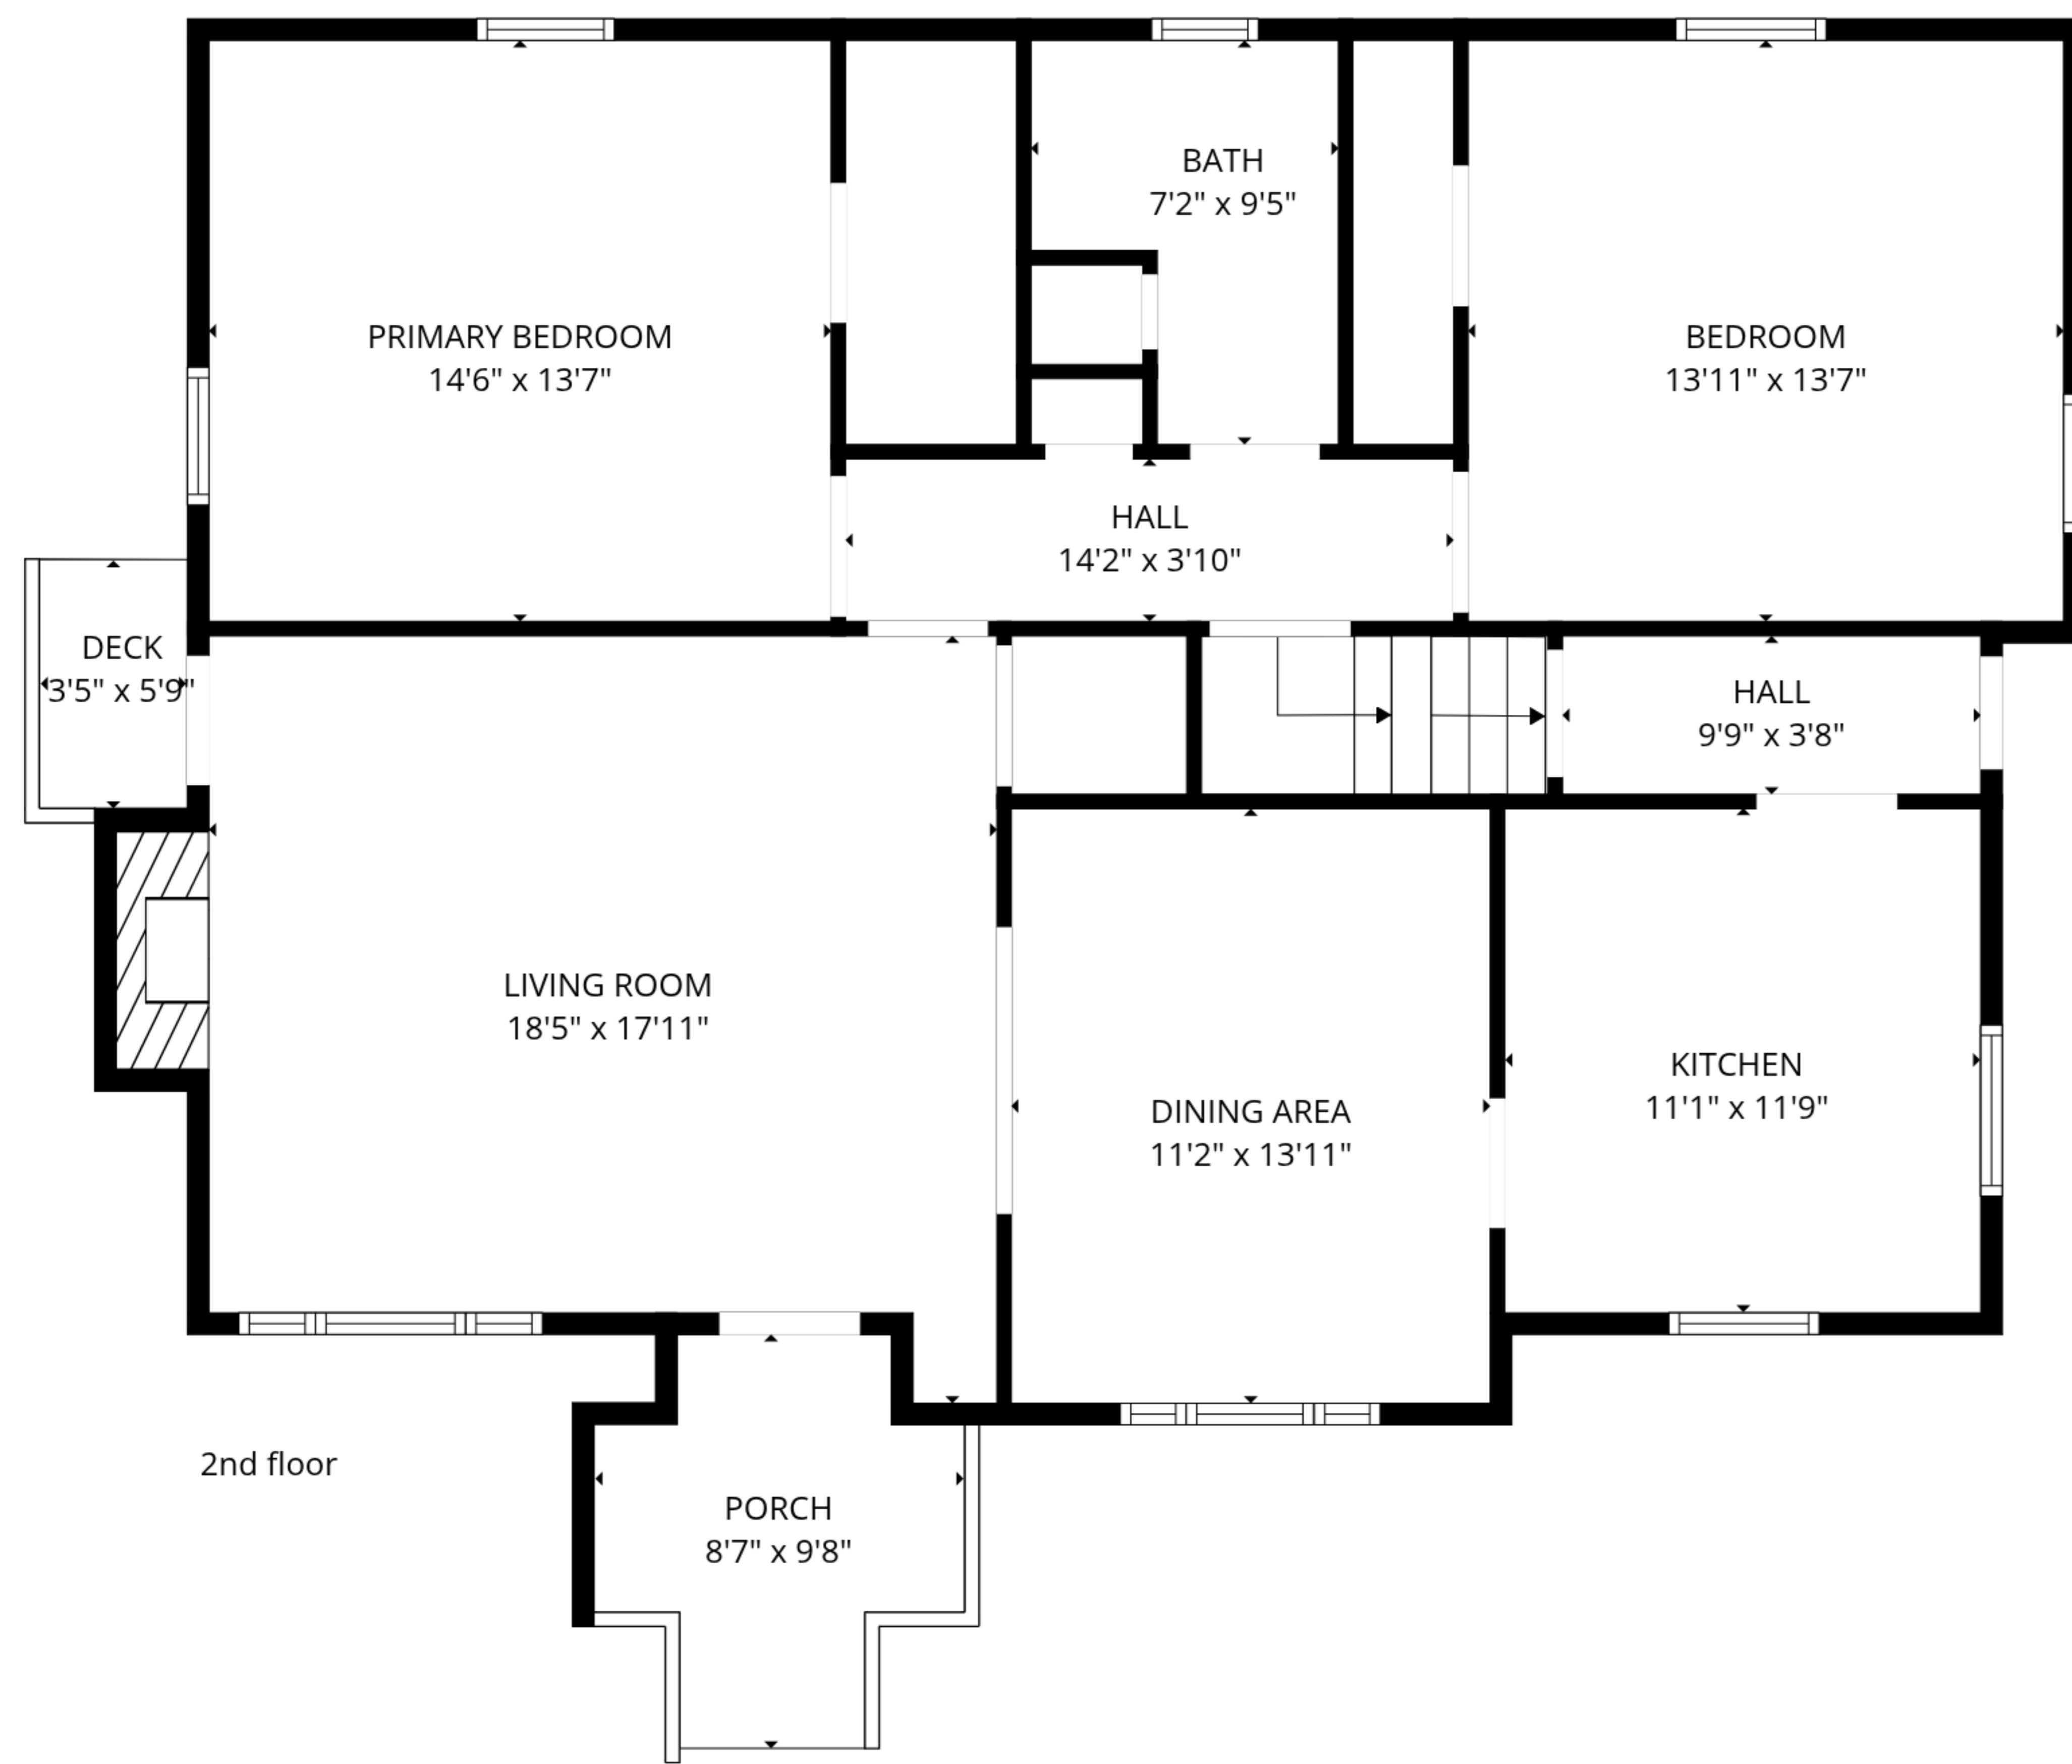 BATH
7'2" x 9'5"
PRIMARY BEDROOM
14'6" x 13'7"
BEDROOM
13'11" x 13'7"
HALL
14'2" x 3'10"
DECK
3'5" x 5'9"
HALL
9'9" x 3'8"
LIVING ROOM
18'5" x 17'11"
DINING AREA
11'2" x 13'11"
KITCHEN
11'1" x 11'9"
2nd floor
PORCH
8'7" x 9'8"